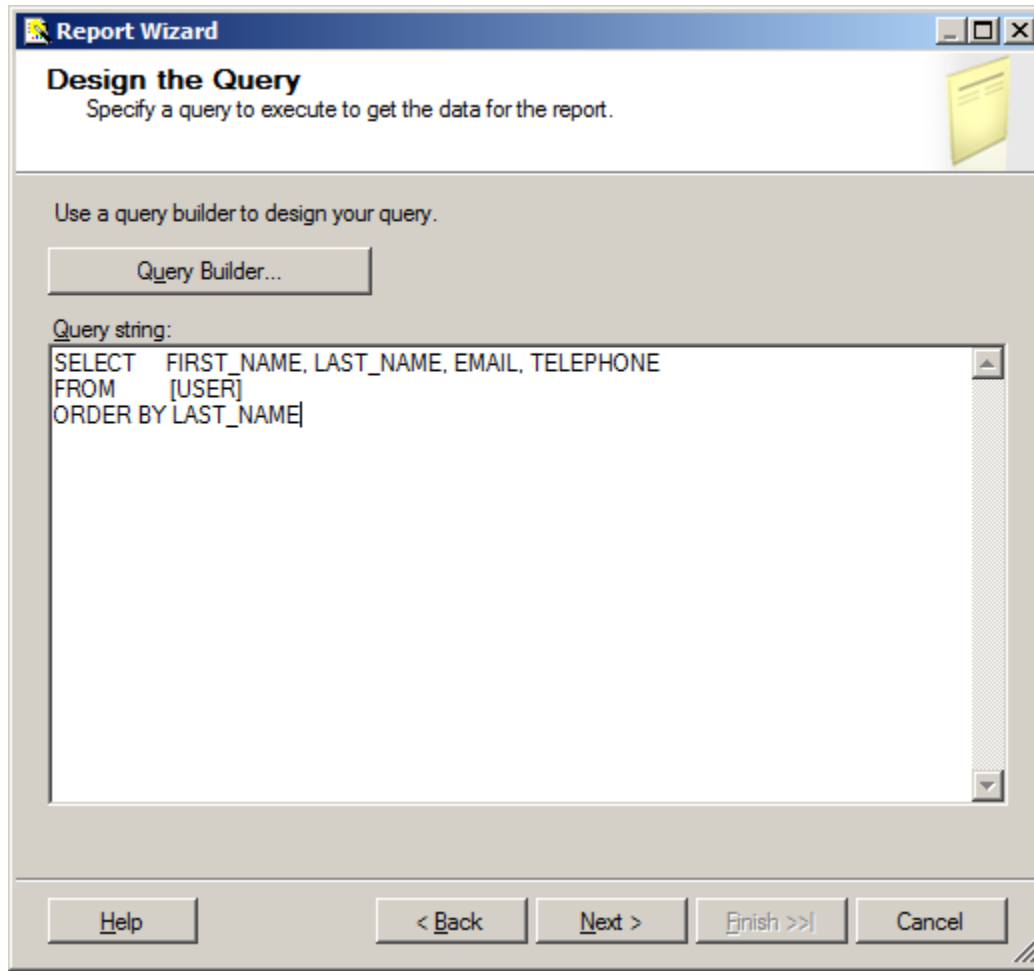 Report Wizard
Design the Query
Specify a query to execute to get the data for the report.
Use a query builder to design your query.
Query Builder...
Query string:
SELECT FIRST_NAME, LAST_NAME, EMAIL, TELEPHONE
FROM [USER]
ORDER BY LAST_NAME
Help < Back Next > Finish >>| Cancel